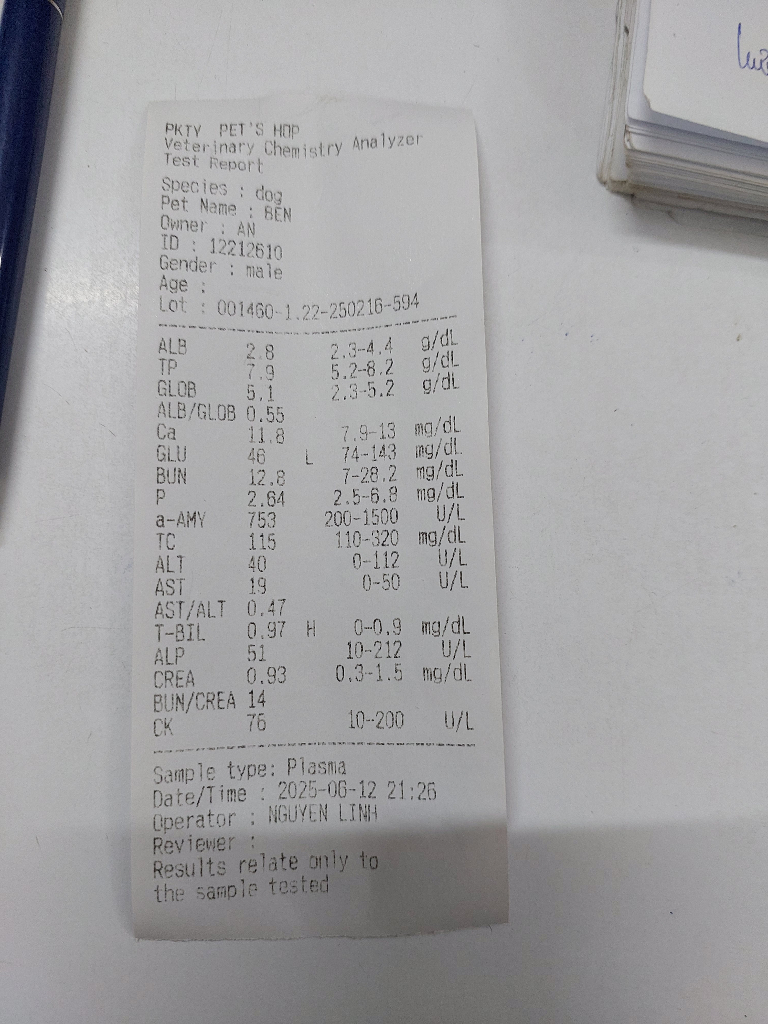 PKTY PET'S HOP
Veterinary Chemistry Analyzer
Test Report
Species : dog
Pet Name : BEN
Owner : AN
ID : 12212610
Gender : male
Age :
Lot : 001460-1.22-250216-594
ALB 2.8 2.3-4.4 g/dL
TP 7.9 5.2-8.2 g/dL
GLOB 5.1 2.3-5.2 g/dL
ALB/GLOB 0.55
Ca 11.8 7.9-13 mg/dL
GLU 46 L 74-143 mg/dL
BUN 12.8 7-28.2 mg/dL
P 2.64 2.5-6.8 mg/dL
a-AMY 753 200-1500 U/L
TC 115 110-320 mg/dL
ALT 40 0-112 U/L
AST 19 0-50 U/L
AST/ALT 0.47
T-BIL 0.97 H 0-0.9 mg/dL
ALP 51 10-212 U/L
CREA 0.93 0.3-1.5 mg/dL
BUN/CREA 14
CK 76 10-200 U/L
Sample type: Plasma
Date/Time : 2025-06-12 21:26
Operator : NGUYEN LINH
Reviewer :
Results relate only to
the sample tested